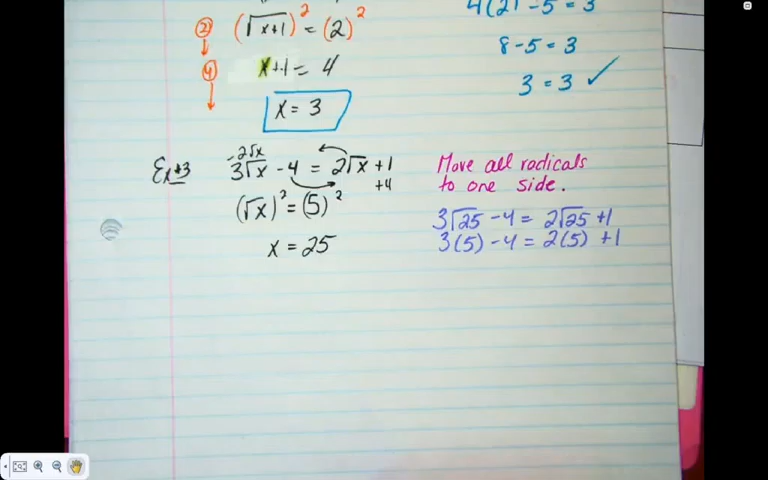 ② (√x+1)² = (2)²
④ x+1 = 4
x = 3
4(2) - 5 = 3
8 - 5 = 3
3 = 3 ✓
Ex #3
-2√x
3√x - 4 = 2√x + 1
+4
(√x)² = (5)²
x = 25
Move all radicals
to one side.
3√25 - 4 = 2√25 + 1
3(5) - 4 = 2(5) + 1